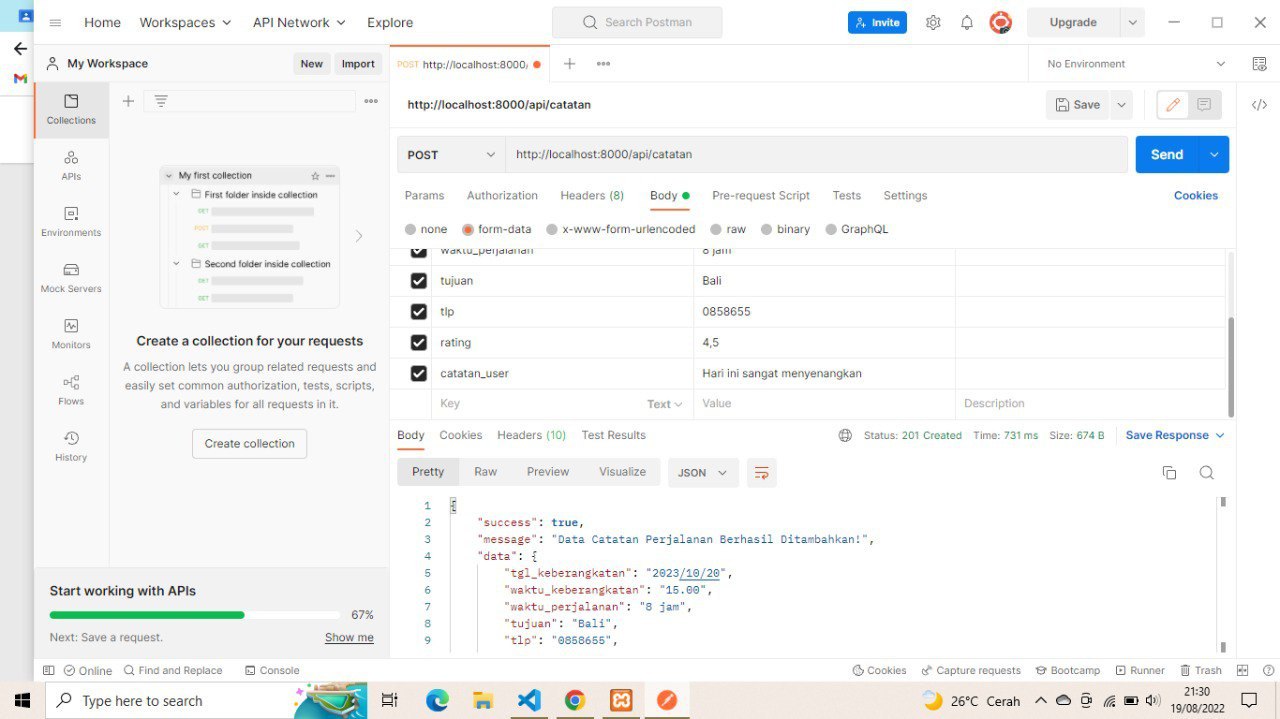 Home Workspaces API Network Explore Search Postman Invite Upgrade
My Workspace New Import POST http://localhost:8000/ No Environment
Collections
APIs
Environments
Mock Servers
Monitors
Flows
History
My first collection
First folder inside collection
GET
POST
GET
Second folder inside collection
GET
GET
Create a collection for your requests
A collection lets you group related requests and
easily set common authorization, tests, scripts,
and variables for all requests in it.
Create collection
Start working with APIs
67%
Next: Save a request. Show me
http://localhost:8000/api/catatan Save
POST http://localhost:8000/api/catatan Send
Params Authorization Headers (8) Body Pre-request Script Tests Settings Cookies
none form-data x-www-form-urlencoded raw binary GraphQL
waktu_perjalanan 8 jam
tujuan Bali
tlp 0858655
rating 4,5
catatan_user Hari ini sangat menyenangkan
Key Text Value Description
Body Cookies Headers (10) Test Results Status: 201 Created Time: 731 ms Size: 674 B Save Response
Pretty Raw Preview Visualize JSON
1 {
2 "success": true,
3 "message": "Data Catatan Perjalanan Berhasil Ditambahkan!",
4 "data": {
5 "tgl_keberangkatan": "2023/10/20",
6 "waktu_keberangkatan": "15.00",
7 "waktu_perjalanan": "8 jam",
8 "tujuan": "Bali",
9 "tlp": "0858655",
Online Find and Replace Console Cookies Capture requests Bootcamp Runner Trash
Type here to search 26°C Cerah 21:30
19/08/2022